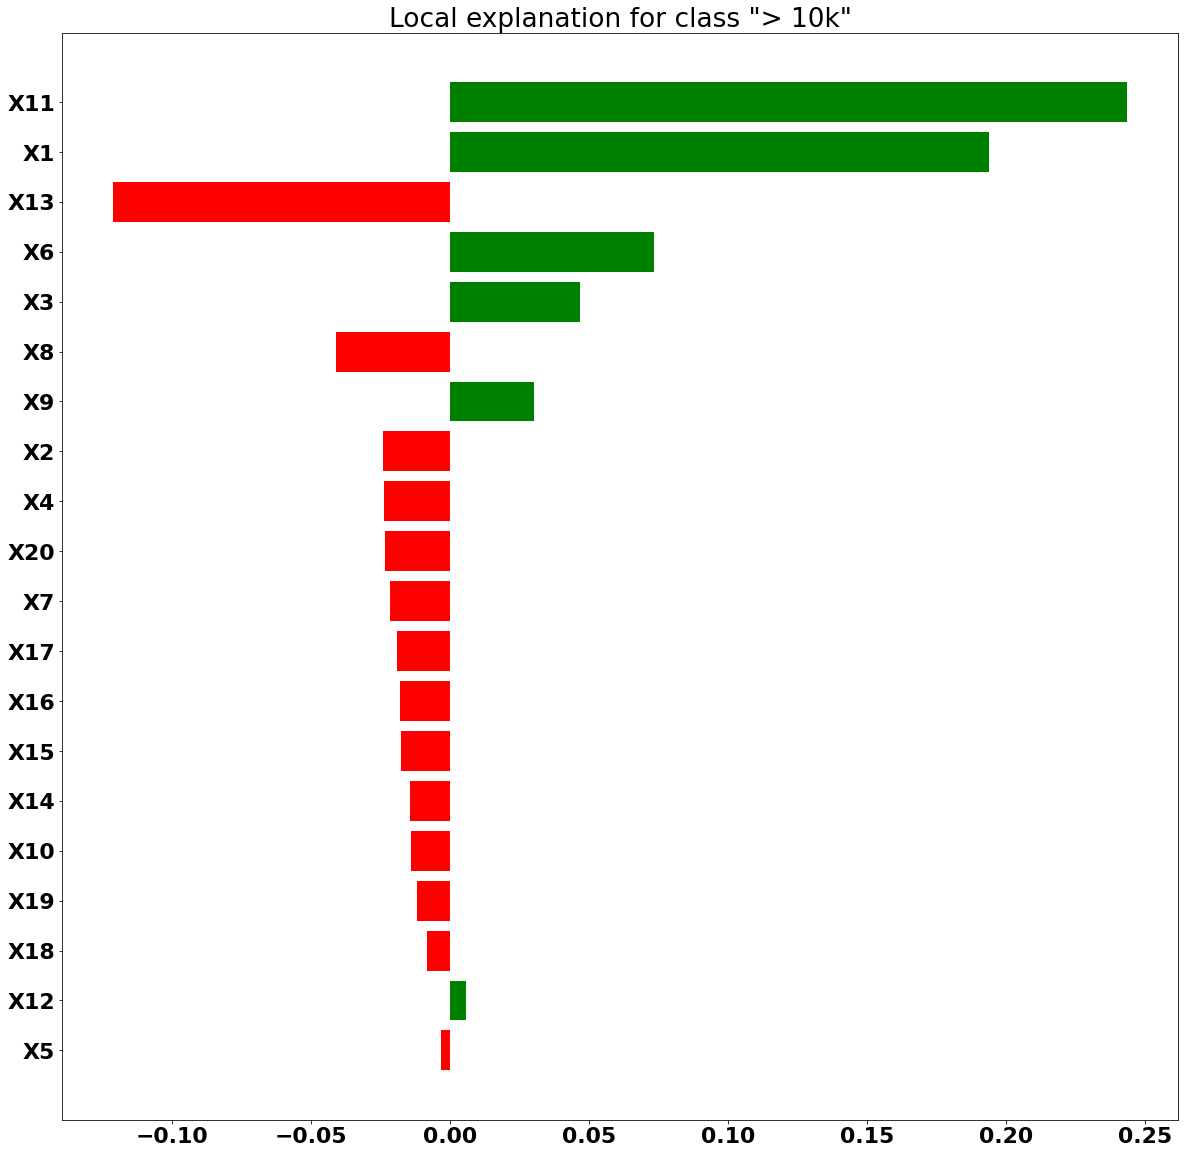 Local explanation for class "> 10k"
X11
X1
X13
X6
X3
X8
X9
X2
X4
X20
X7
X17
X16
X15
X14
X10
X19
X18
X12
X5
−0.10 −0.05 0.00 0.05 0.10 0.15 0.20 0.25